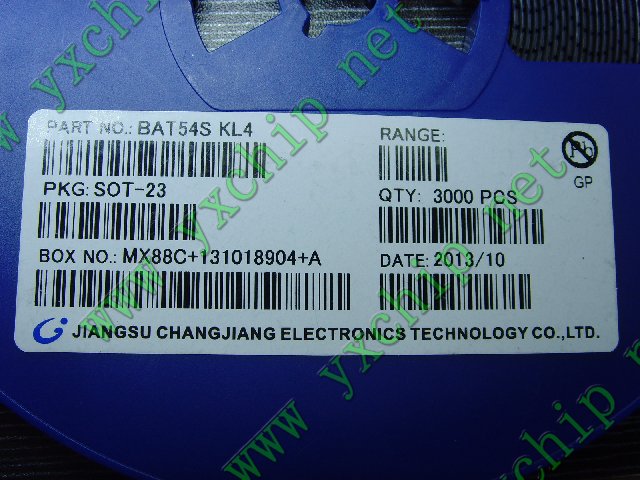 PART NO.: BAT54S KL4
RANGE:
Pb
GP
PKG: SOT-23
QTY: 3000 PCS
BOX NO.: MX88C+131018904+A
DATE: 2013/10
JIANGSU CHANGJIANG ELECTRONICS TECHNOLOGY CO.,LTD.
www.yxchip.net
www.yxchip.net
www.yxchip.net